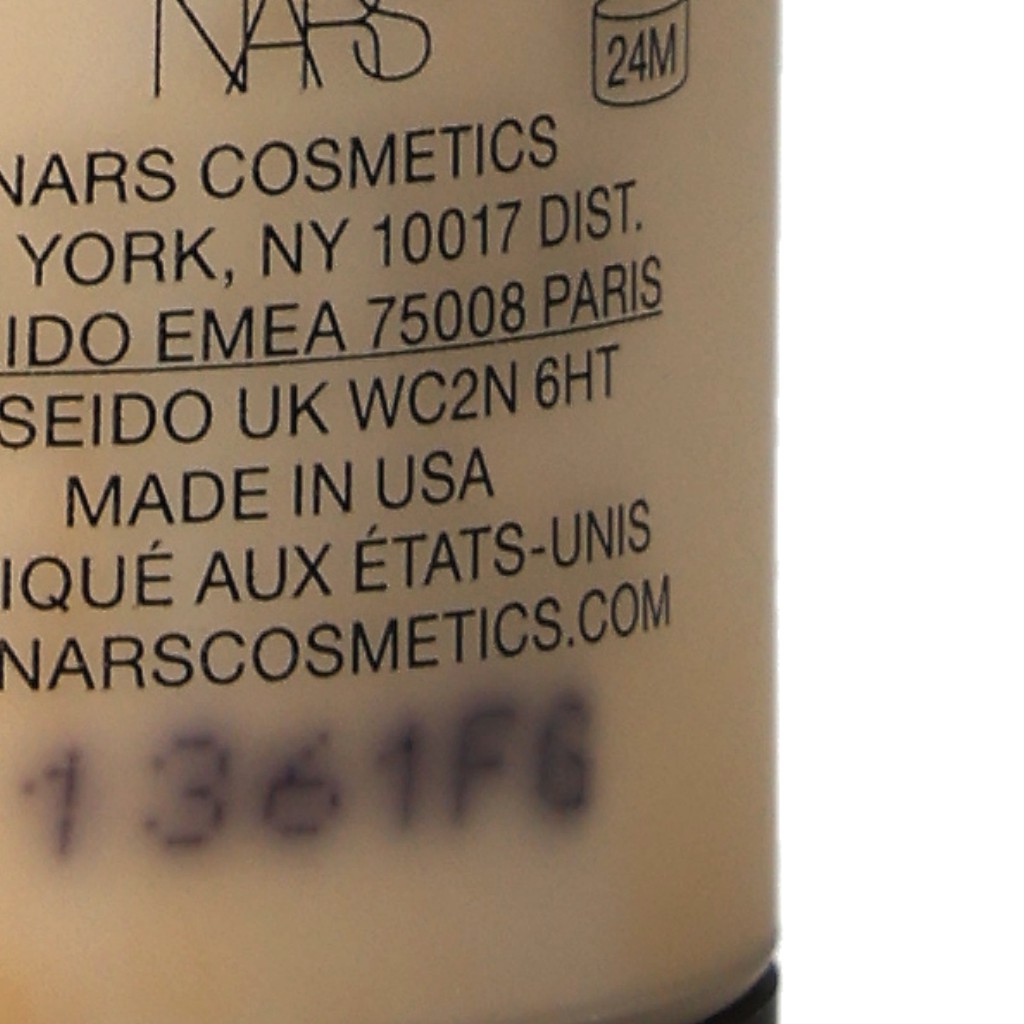 NARS
24M
NARS COSMETICS
YORK, NY 10017 DIST.
IDO EMEA 75008 PARIS
SEIDO UK WC2N 6HT
MADE IN USA
IQUÉ AUX ÉTATS-UNIS
NARSCOSMETICS.COM
1361FG